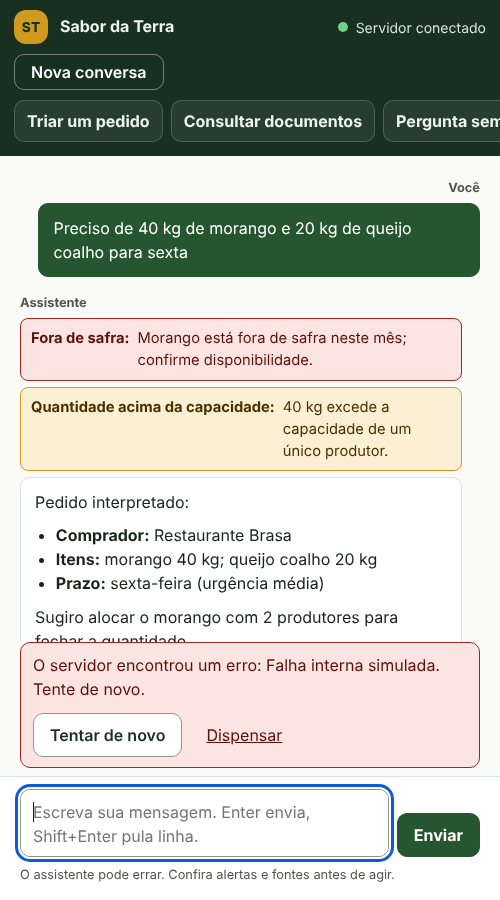 ST
Sabor da Terra
Servidor conectado
Nova conversa
Triar um pedido
Consultar documentos
Pergunta sem
Você
Preciso de 40 kg de morango e 20 kg de queijo
coalho para sexta
Assistente
Fora de safra: Morango está fora de safra neste mês;
confirme disponibilidade.
Quantidade acima da capacidade: 40 kg excede a
capacidade de um
único produtor.
Pedido interpretado:
• Comprador: Restaurante Brasa
• Itens: morango 40 kg; queijo coalho 20 kg
• Prazo: sexta-feira (urgência média)
Sugiro alocar o morango com 2 produtores para
fechar a quantidade.
O servidor encontrou um erro: Falha interna simulada.
Tente de novo.
Tentar de novo
Dispensar
Escreva sua mensagem. Enter envia,
Shift+Enter pula linha.
Enviar
O assistente pode errar. Confira alertas e fontes antes de agir.